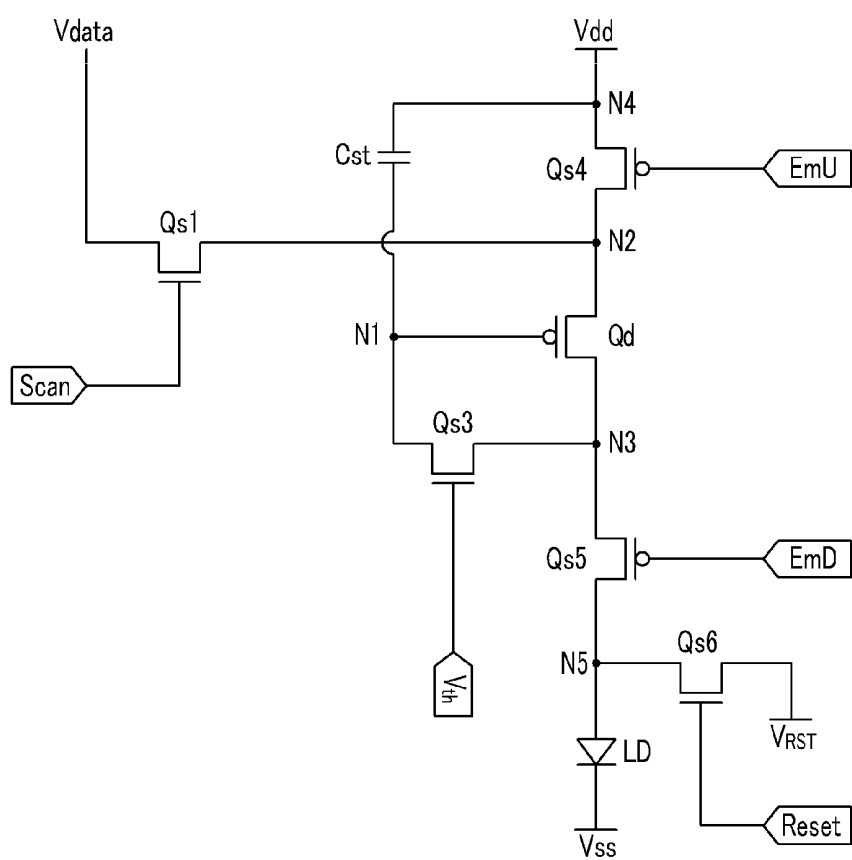 Vdata
Vdd
N4
Cst
Qs4
EmU
Qs1
N2
N1
Qd
Scan
Qs3
N3
Qs5
EmD
Qs6
N5
Vth
VRST
LD
Reset
Vss